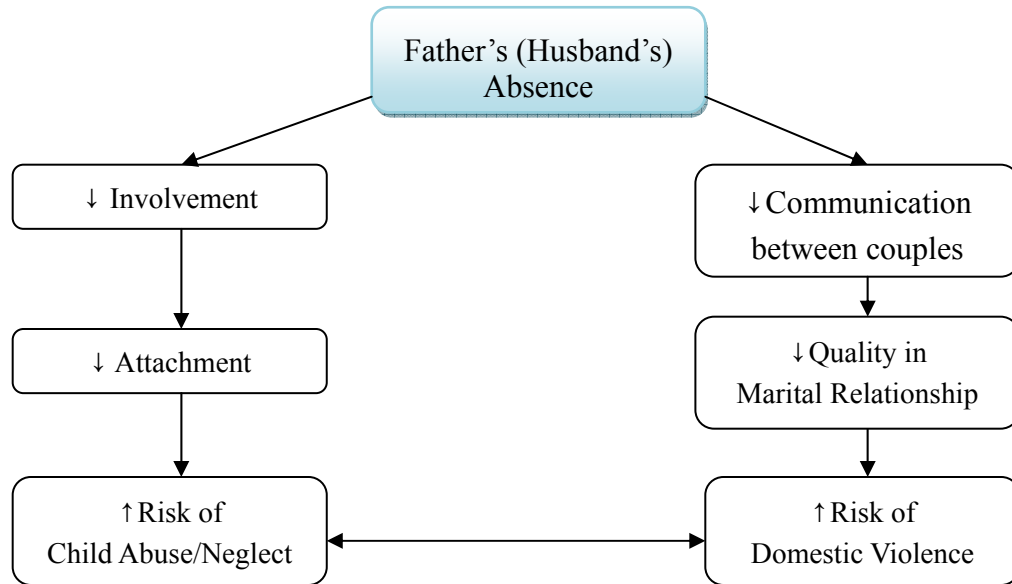 Father’s (Husband’s)
Absence
↓ Involvement
↓Communication
between couples
↓ Attachment
↓Quality in
Marital Relationship
↑Risk of
Child Abuse/Neglect
↑Risk of
Domestic Violence